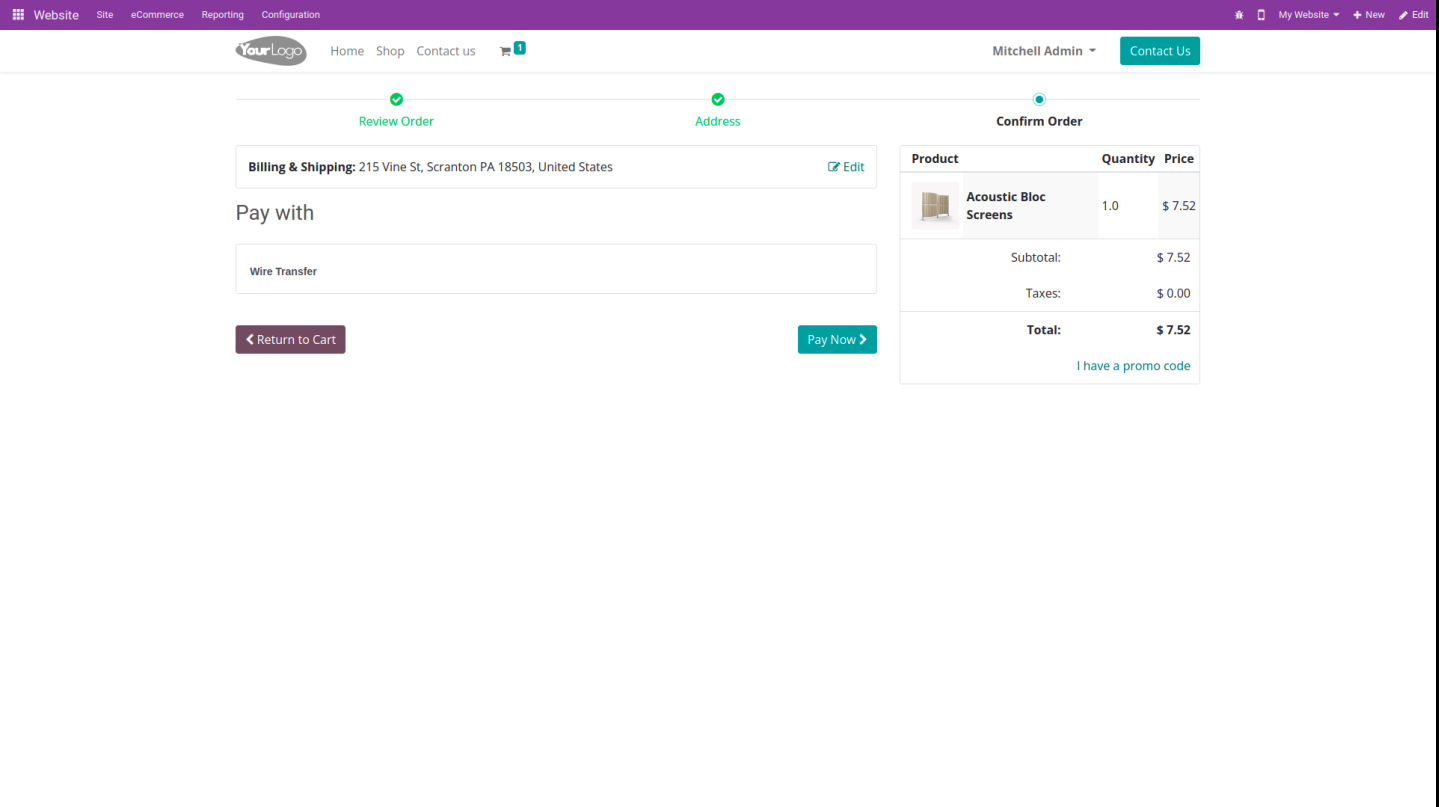 Website Site eCommerce Reporting Configuration My Website New Edit
YourLogo Home Shop Contact us 1 Mitchell Admin Contact Us
Review Order Address Confirm Order
Billing & Shipping: 215 Vine St, Scranton PA 18503, United States Edit
Pay with
Wire Transfer
Return to Cart Pay Now
Product Quantity Price
Acoustic Bloc
Screens 1.0 $ 7.52
Subtotal: $ 7.52
Taxes: $ 0.00
Total: $ 7.52
I have a promo code